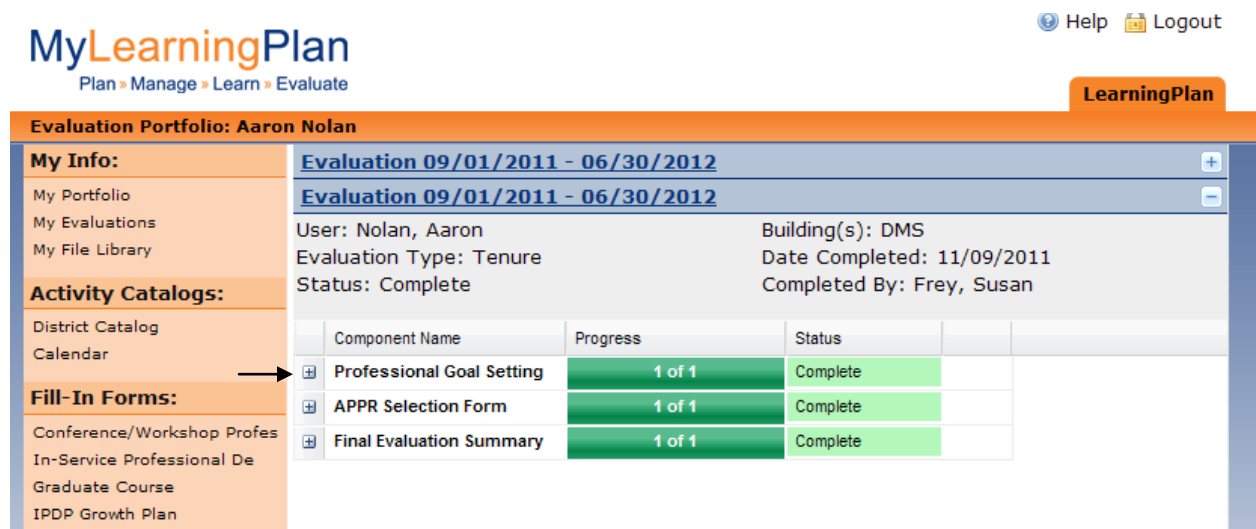 Help Logout
MyLearningPlan
Plan » Manage » Learn » Evaluate
LearningPlan
Evaluation Portfolio: Aaron Nolan
My Info:
My Portfolio
My Evaluations
My File Library
Activity Catalogs:
District Catalog
Calendar
Fill-In Forms:
Conference/Workshop Profes
In-Service Professional De
Graduate Course
IPDP Growth Plan
Evaluation 09/01/2011 - 06/30/2012
Evaluation 09/01/2011 - 06/30/2012
User: Nolan, Aaron Building(s): DMS
Evaluation Type: Tenure Date Completed: 11/09/2011
Status: Complete Completed By: Frey, Susan
Component Name Progress Status
Professional Goal Setting 1 of 1 Complete
APPR Selection Form 1 of 1 Complete
Final Evaluation Summary 1 of 1 Complete